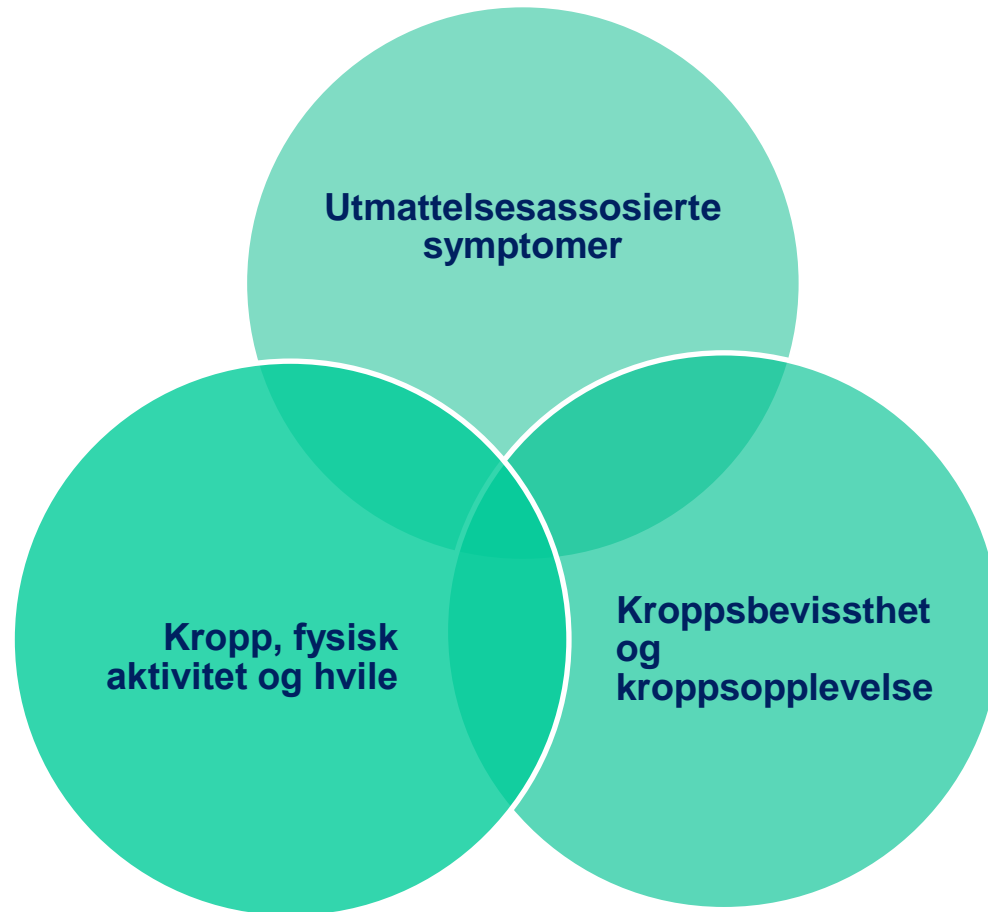 Utmattelsesassosierte
symptomer
Kropp, fysisk
aktivitet og hvile
Kroppsbevissthet
og
kroppsopplevelse